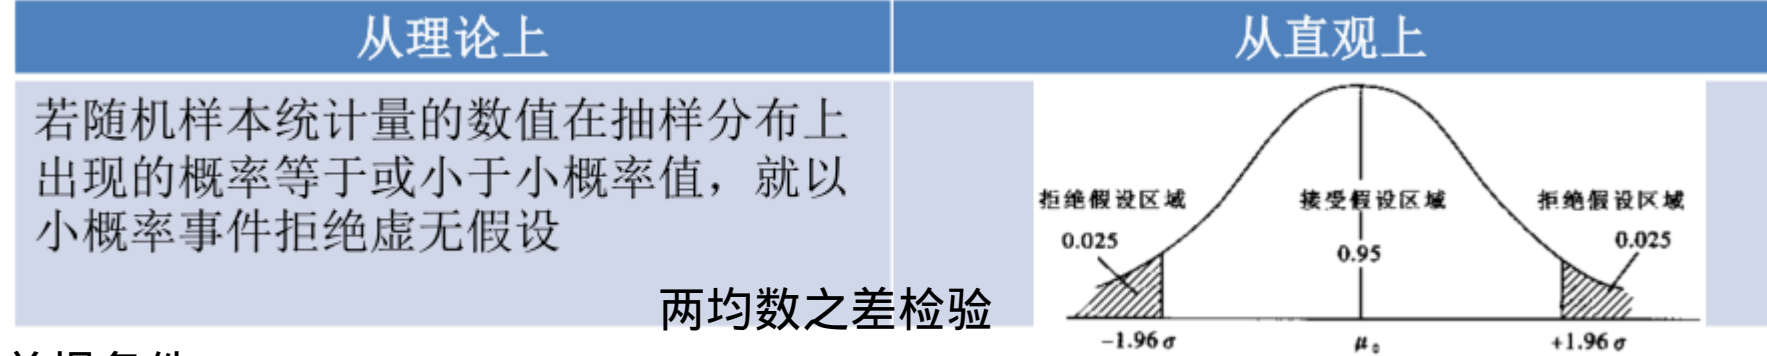 从理论上
从直观上
若随机样本统计量的数值在抽样分布上
出现的概率等于或小于小概率值，就以
小概率事件拒绝虚无假设
拒绝假设区域
0.025
接受假设区域
0.95
拒绝假设区域
0.025
-1.96σ
μ₀
+1.96σ
两均数之差检验